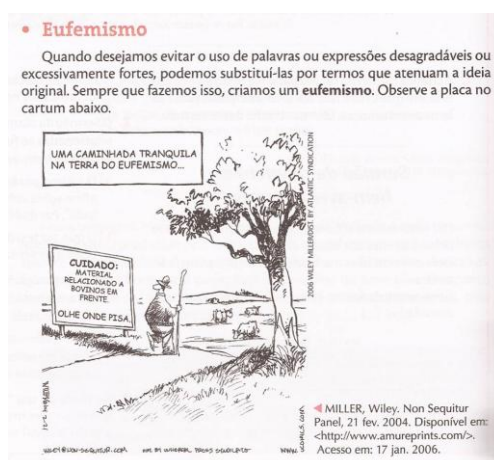 • Eufemismo
Quando desejamos evitar o uso de palavras ou expressões desagradáveis ou
excessivamente fortes, podemos substituí-las por termos que atenuam a ideia
original. Sempre que fazemos isso, criamos um eufemismo. Observe a placa no
cartum abaixo.
UMA CAMINHADA TRANQUILA
NA TERRA DO EUFEMISMO...
CUIDADO:
MATERIAL
RELACIONADO A
BOVINOS EM
FRENTE.
OLHE ONDE PISA.
2006 WILEY MILLER/DIST. BY ATLANTIC SYNDICATION
MILLER, Wiley. Non Sequitur
Panel, 21 fev. 2004. Disponível em:
<http://www.amureprints.com/>.
Acesso em: 17 jan. 2006.